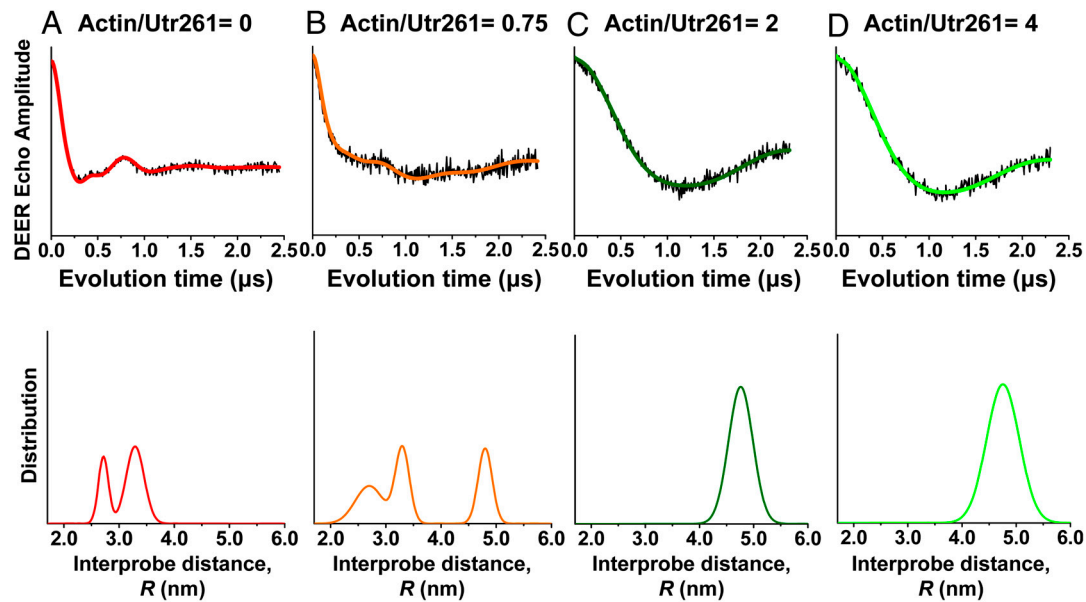 A Actin/Utr261= 0
B Actin/Utr261= 0.75
C Actin/Utr261= 2
D Actin/Utr261= 4
DEER Echo Amplitude
0.0 0.5 1.0 1.5 2.0 2.5
0.0 0.5 1.0 1.5 2.0 2.5
0.0 0.5 1.0 1.5 2.0 2.5
0.0 0.5 1.0 1.5 2.0 2.5
Evolution time (μs)
Evolution time (μs)
Evolution time (μs)
Evolution time (μs)
Distribution
2.0 3.0 4.0 5.0 6.0
2.0 3.0 4.0 5.0 6.0
2.0 3.0 4.0 5.0 6.0
2.0 3.0 4.0 5.0 6.0
Interprobe distance,
R (nm)
Interprobe distance,
R (nm)
Interprobe distance,
R (nm)
Interprobe distance,
R (nm)